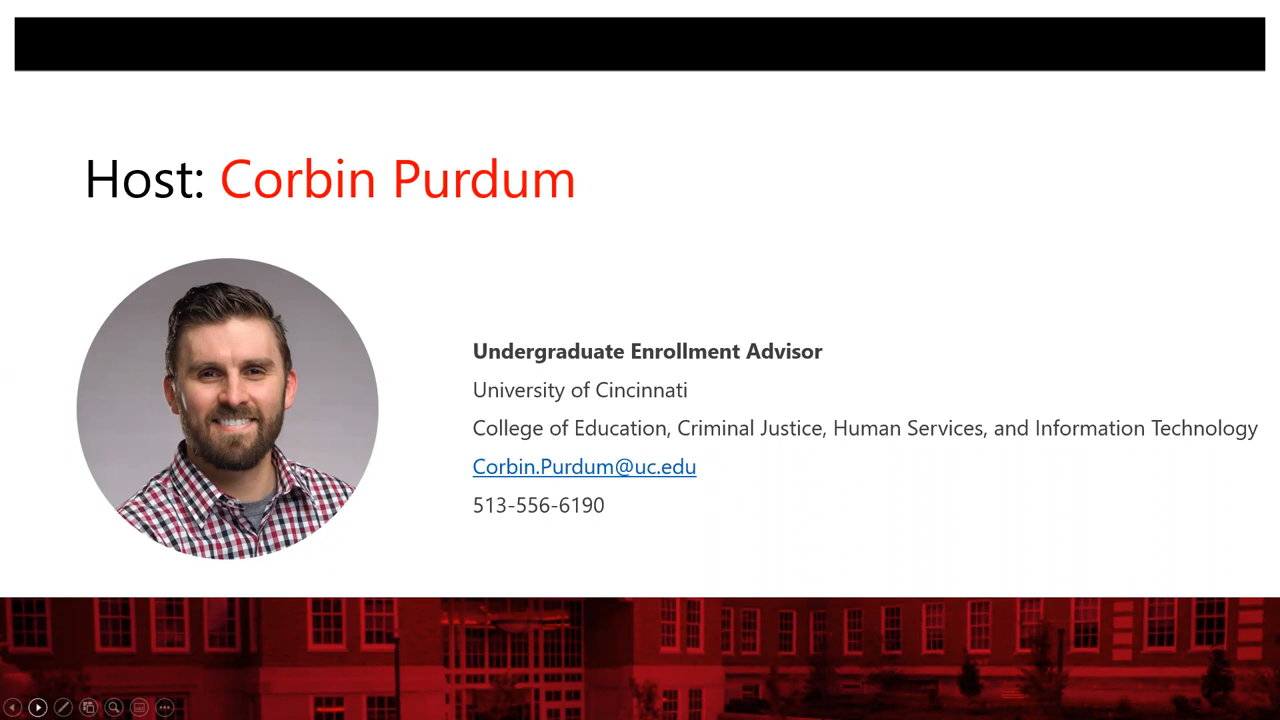 Host: Corbin Purdum
Undergraduate Enrollment Advisor
University of Cincinnati
College of Education, Criminal Justice, Human Services, and Information Technology
Corbin.Purdum@uc.edu
513-556-6190